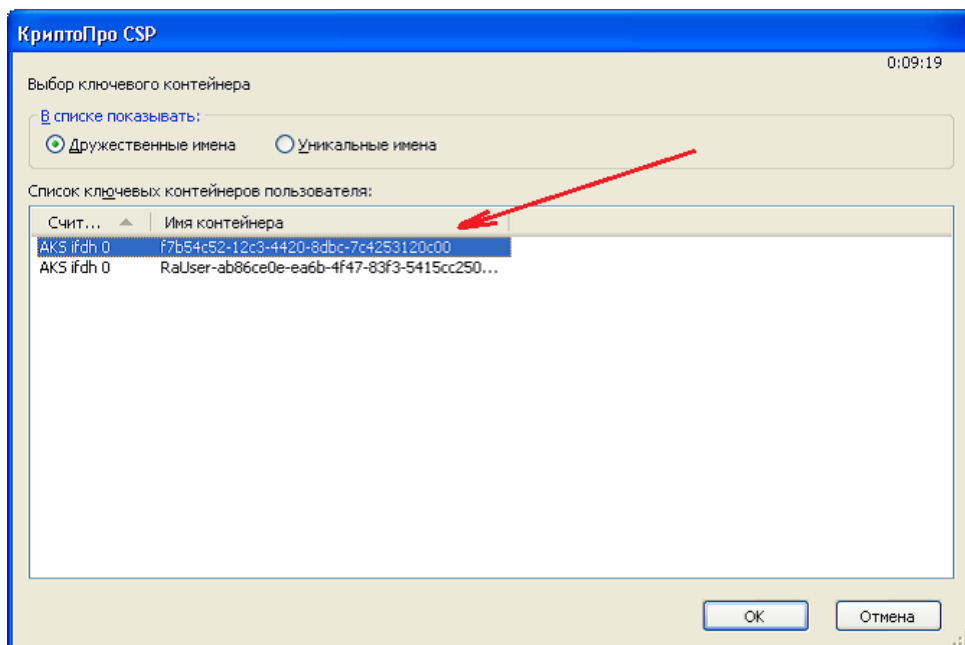 КриптоПро CSP
0:09:19
Выбор ключевого контейнера
В списке показывать:
Дружественные имена Уникальные имена
Список ключевых контейнеров пользователя:
Счит... Имя контейнера
AKS ifdh 0 f7b54c52-12c3-4420-8dbc-7c4253120c00
AKS ifdh 0 RaUser-ab86ce0e-ea6b-4f47-83f3-5415cc250...
ОК Отмена